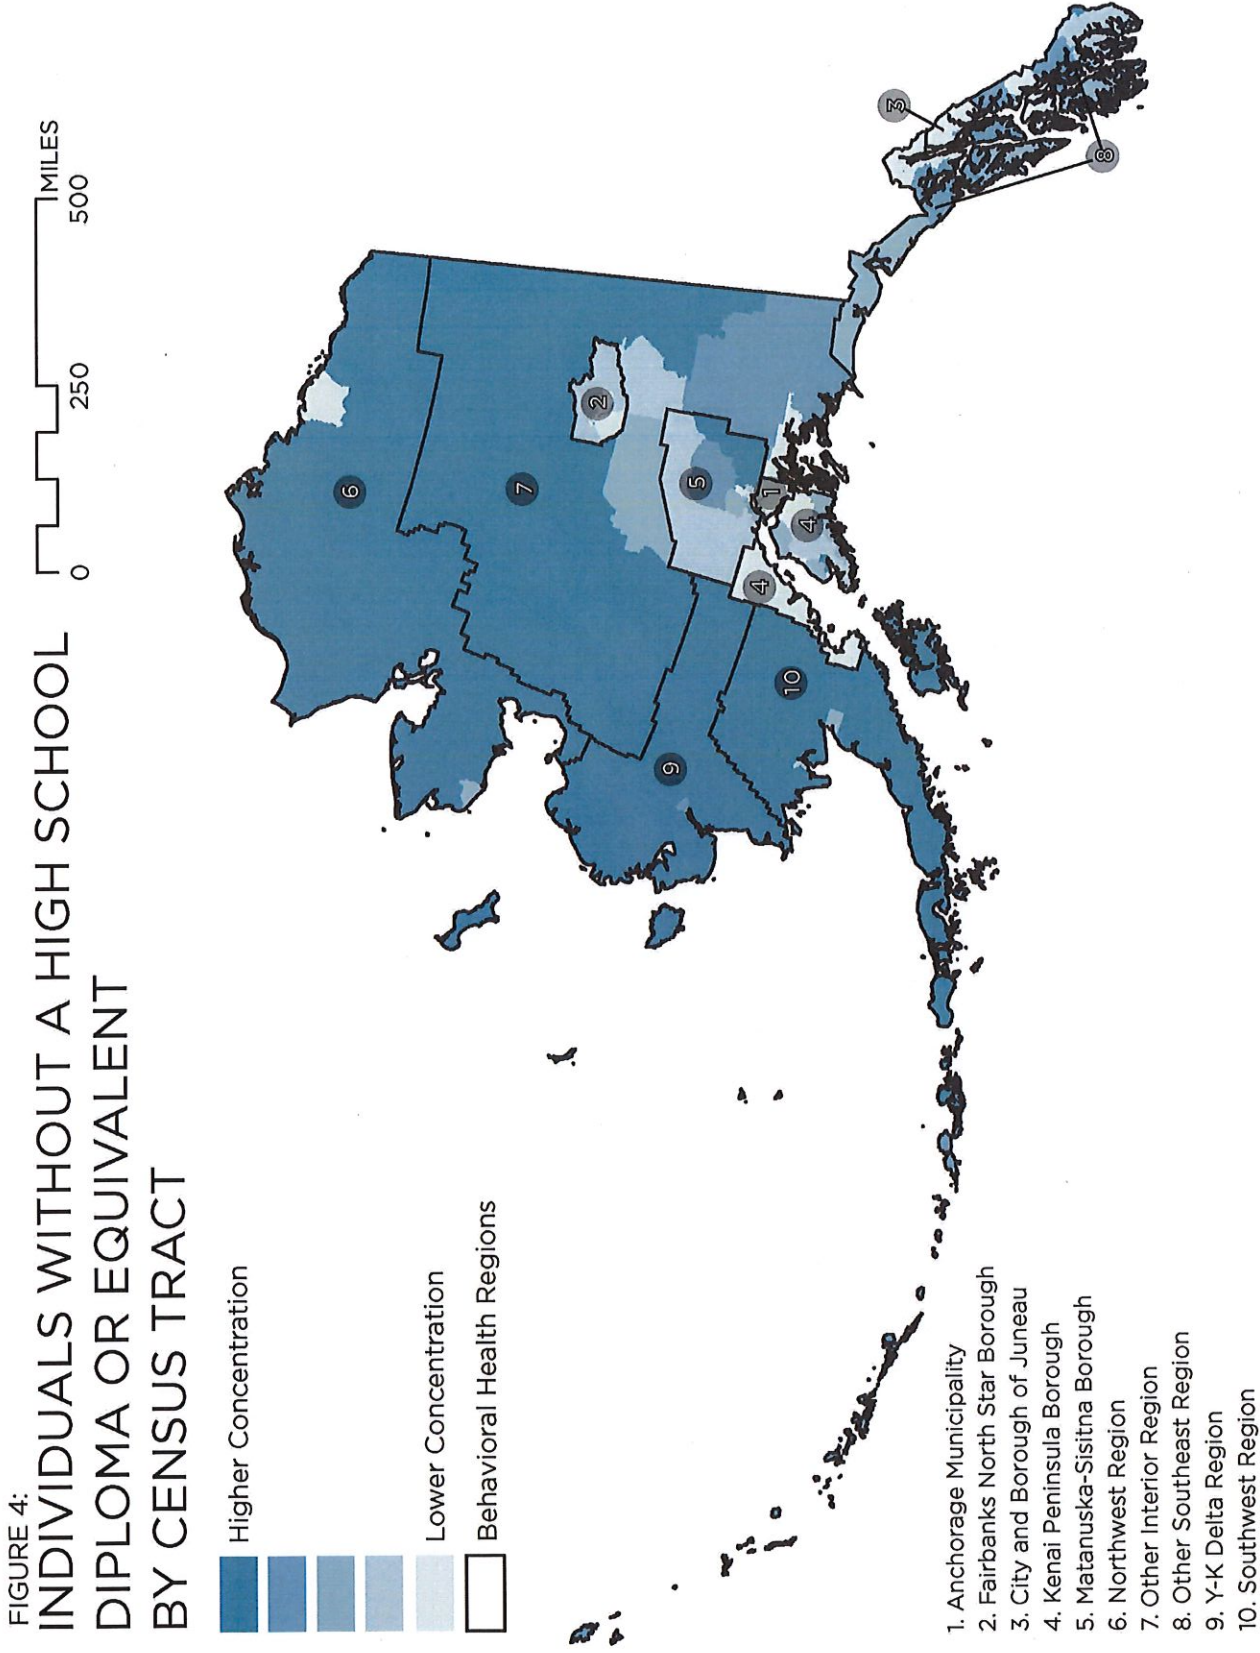 FIGURE 4:
INDIVIDUALS WITHOUT A HIGH SCHOOL
DIPLOMA OR EQUIVALENT
BY CENSUS TRACT
0 250 500 MILES
Higher Concentration
Lower Concentration
Behavioral Health Regions
6
7
2
5
1
4
4
3
8
9
10
1. Anchorage Municipality
2. Fairbanks North Star Borough
3. City and Borough of Juneau
4. Kenai Peninsula Borough
5. Matanuska-Sisitna Borough
6. Northwest Region
7. Other Interior Region
8. Other Southeast Region
9. Y-K Delta Region
10. Southwest Region